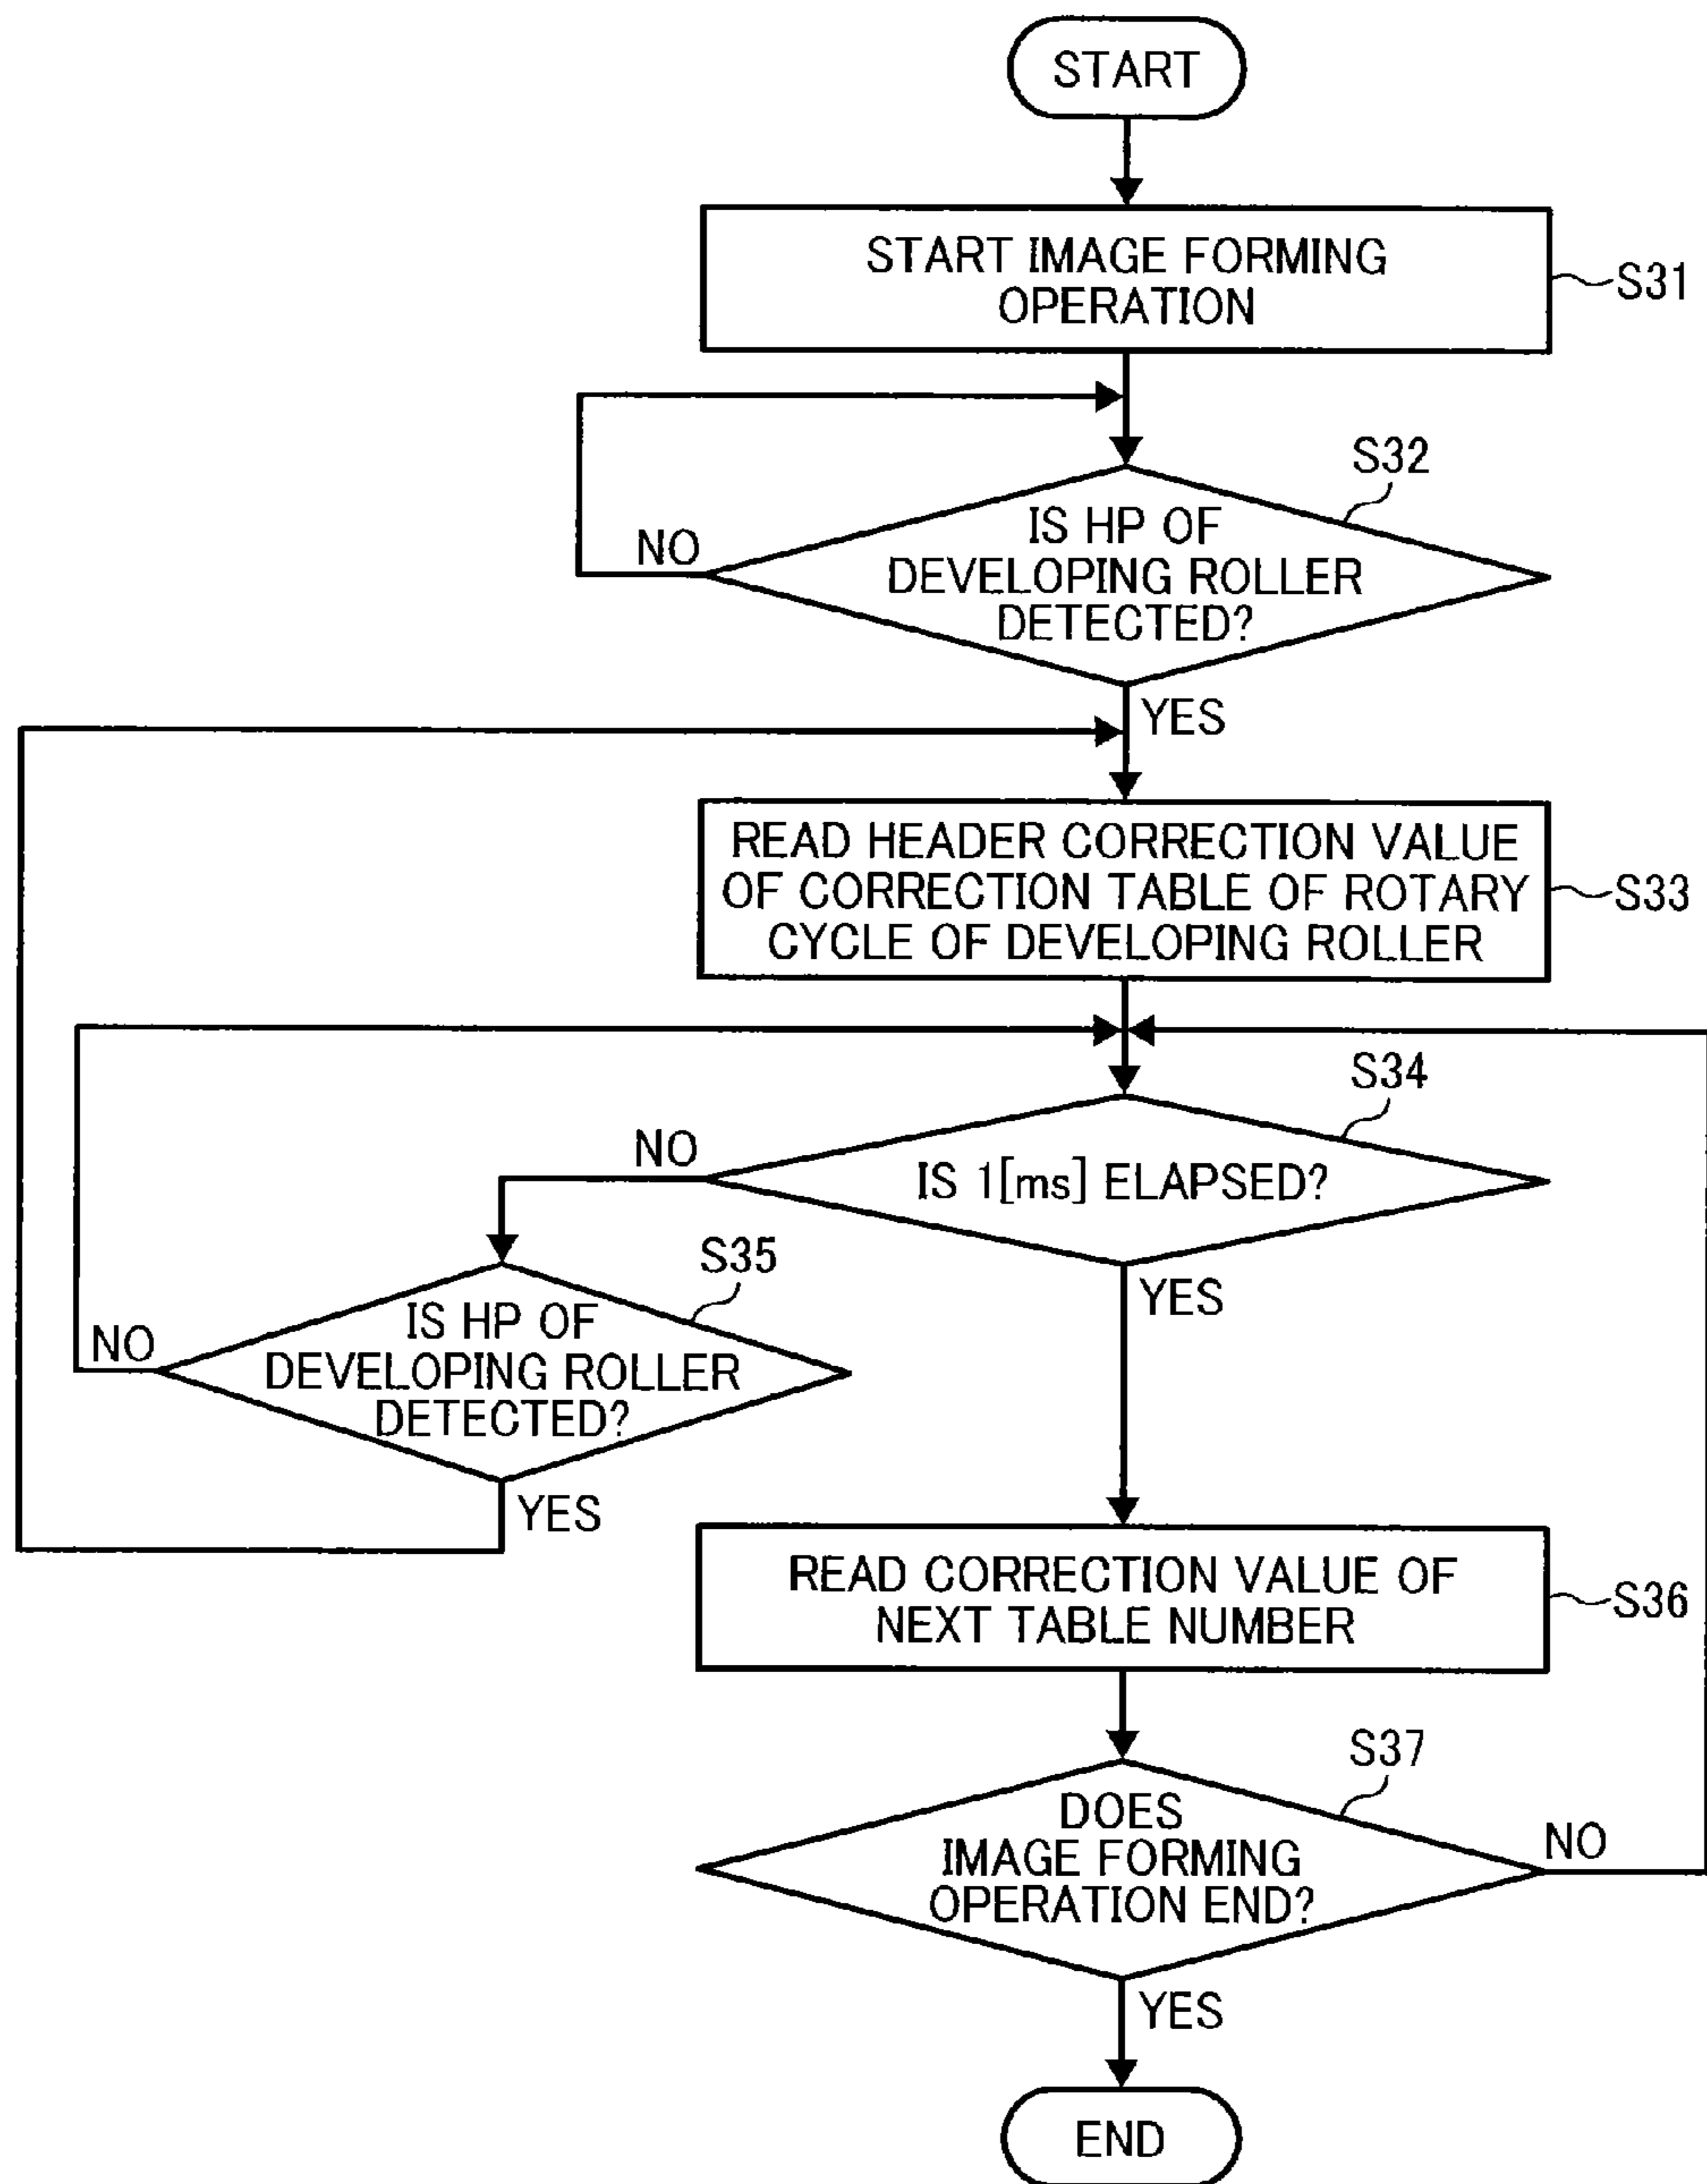 START
START IMAGE FORMING
OPERATION
S31
S32
IS HP OF
DEVELOPING ROLLER
DETECTED?
NO
YES
READ HEADER CORRECTION VALUE
OF CORRECTION TABLE OF ROTARY
CYCLE OF DEVELOPING ROLLER
S33
S34
NO
IS 1[ms] ELAPSED?
YES
S35
IS HP OF
DEVELOPING ROLLER
DETECTED?
NO
YES
READ CORRECTION VALUE OF
NEXT TABLE NUMBER
S36
S37
DOES
IMAGE FORMING
OPERATION END?
NO
YES
END